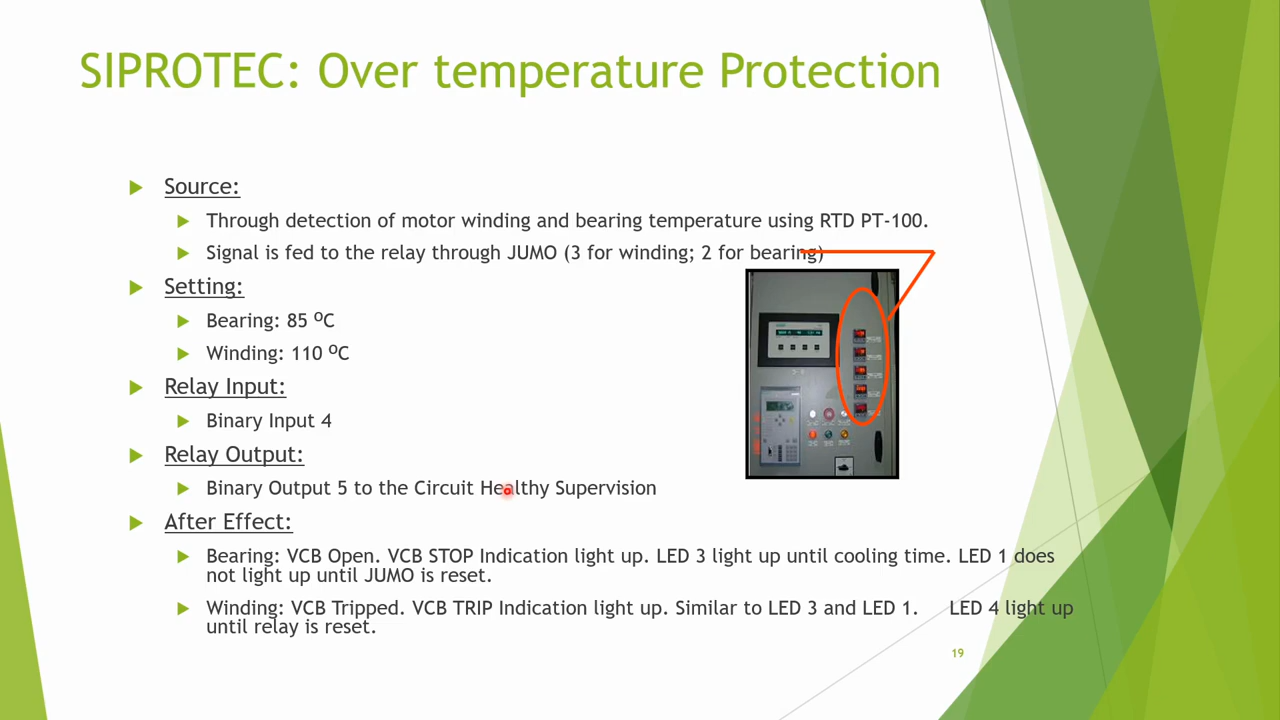 SIPROTEC: Over temperature Protection
Source:
Through detection of motor winding and bearing temperature using RTD PT-100.
Signal is fed to the relay through JUMO (3 for winding; 2 for bearing)
Setting:
Bearing: 85 ⁰C
Winding: 110 ⁰C
Relay Input:
Binary Input 4
Relay Output:
Binary Output 5 to the Circuit Healthy Supervision
After Effect:
Bearing: VCB Open. VCB STOP Indication light up. LED 3 light up until cooling time. LED 1 does
not light up until JUMO is reset.
Winding: VCB Tripped. VCB TRIP Indication light up. Similar to LED 3 and LED 1. LED 4 light up
until relay is reset.
19